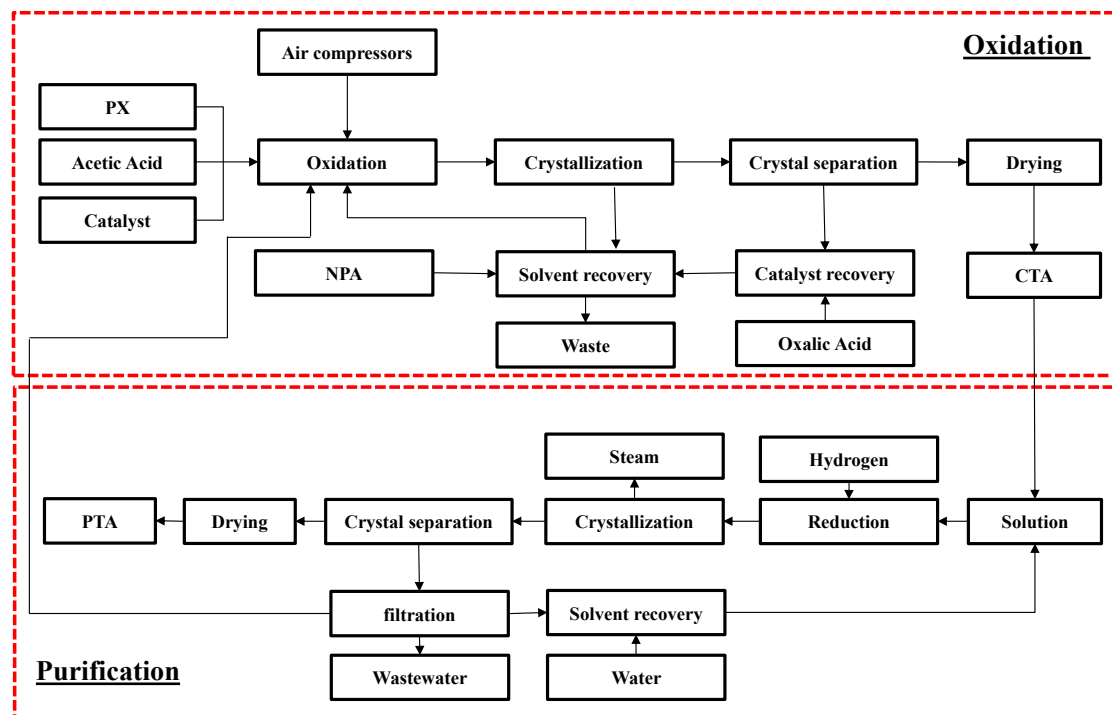 Air compressors
Oxidation
PX
Acetic Acid
Oxidation
Crystallization
Crystal separation
Drying
Catalyst
NPA
Solvent recovery
Catalyst recovery
CTA
Waste
Oxalic Acid
Steam
Hydrogen
PTA
Drying
Crystal separation
Crystallization
Reduction
Solution
filtration
Solvent recovery
Purification
Wastewater
Water